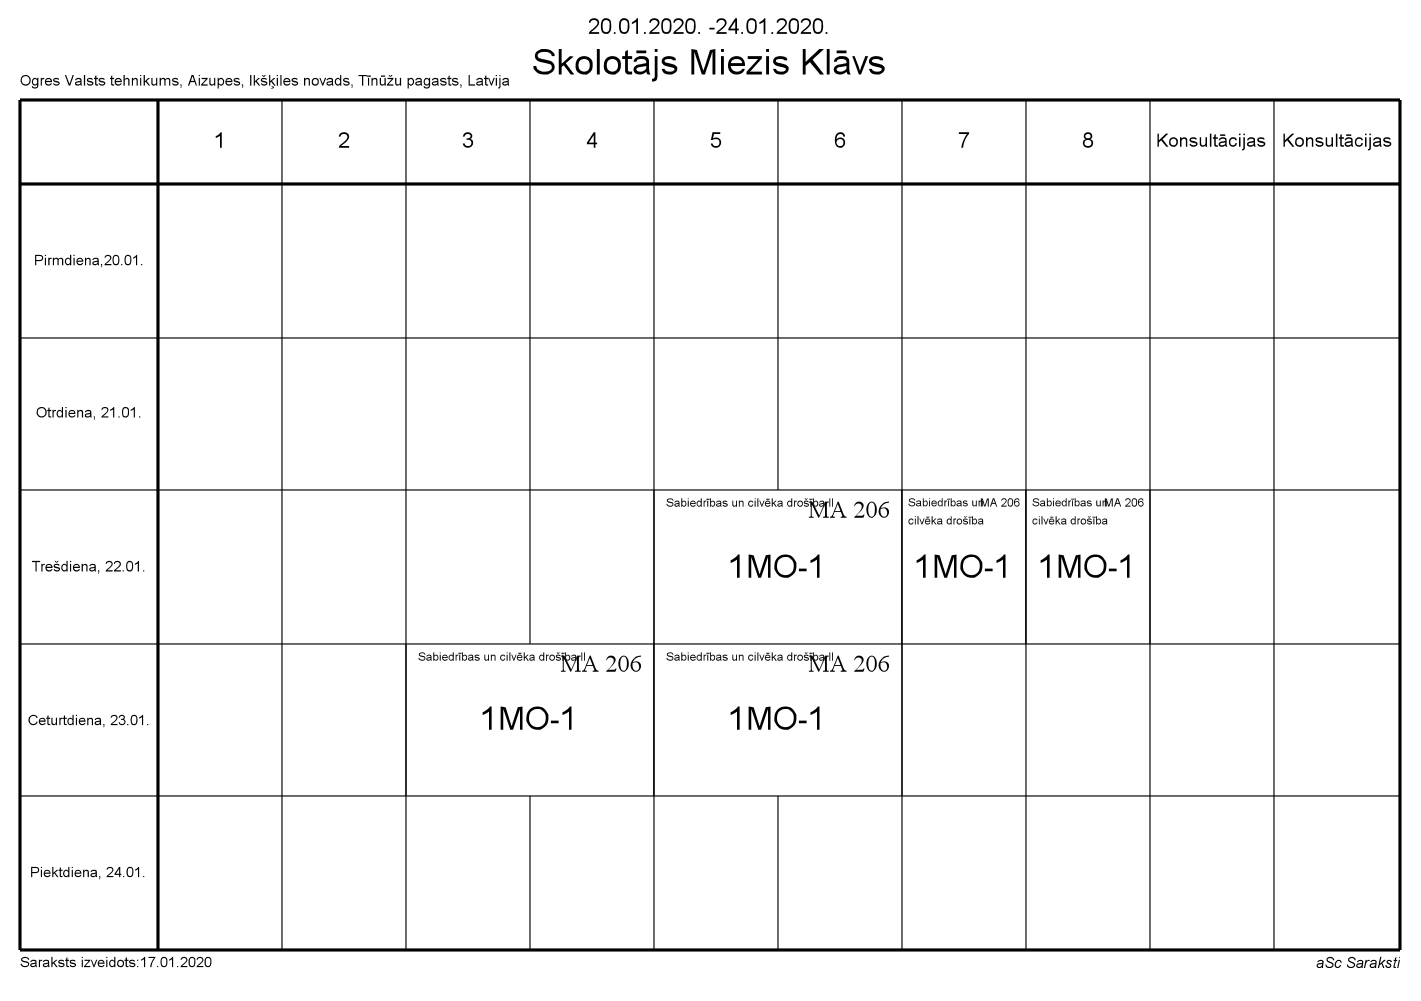 20.01.2020. -24.01.2020.
Skolotājs Miezis Klāvs
Ogres Valsts tehnikums, Aizupes, Ikšķiles novads, Tīnūžu pagasts, Latvija
1 2 3 4 5 6 7 8 Konsultācijas Konsultācijas
Pirmdiena,20.01.
Otrdiena, 21.01.
Trešdiena, 22.01.
Sabiedrības un cilvēka drošība II MA 206
1MO-1
Sabiedrības un MA 206
cilvēka drošība
1MO-1
Sabiedrības un MA 206
cilvēka drošība
1MO-1
Ceturtdiena, 23.01.
Sabiedrības un cilvēka drošība II MA 206
1MO-1
Sabiedrības un cilvēka drošība II MA 206
1MO-1
Piektdiena, 24.01.
Saraksts izveidots:17.01.2020
aSc Saraksti